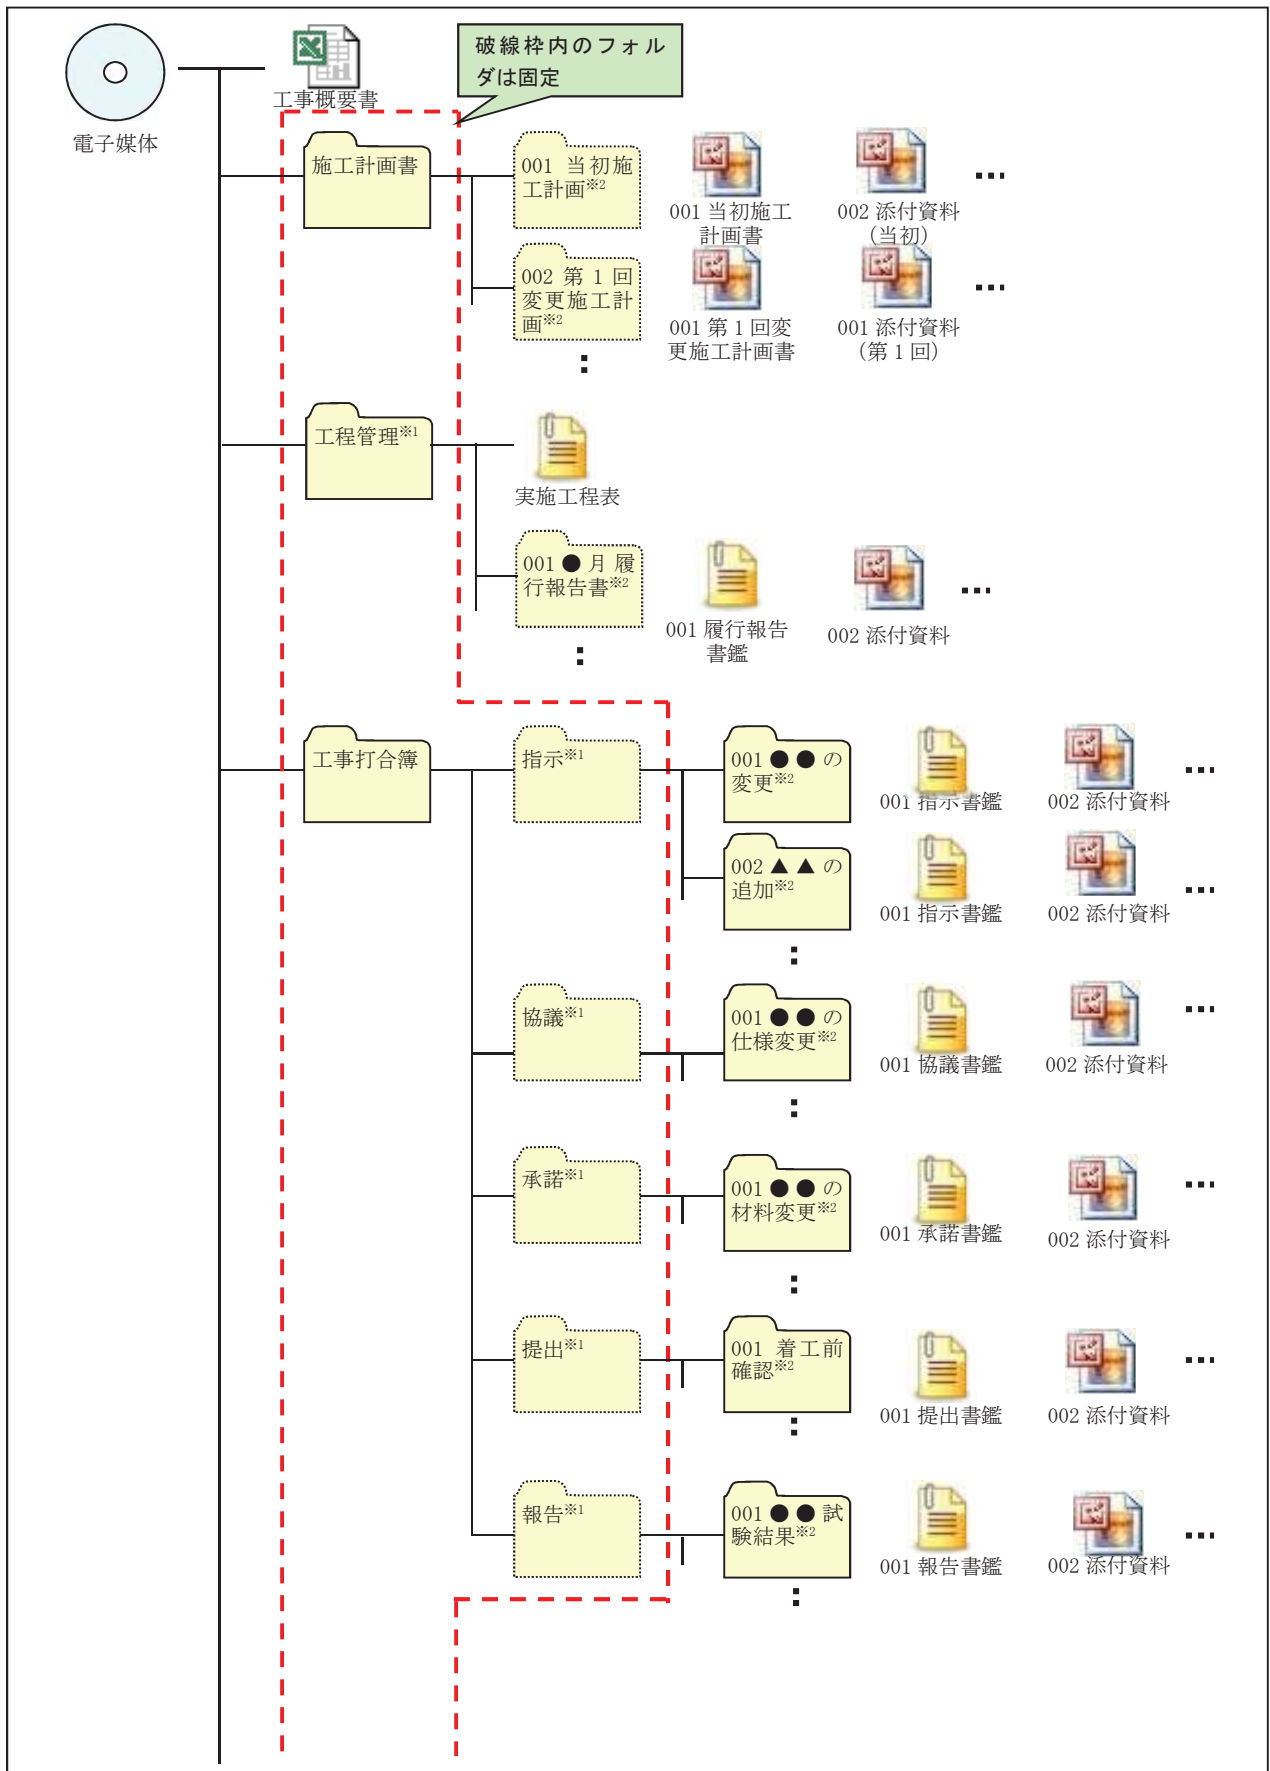 破線枠内のフォル
ダは固定
工事概要書
電子媒体
施工計画書
001 当初施
工計画※2
001 当初施工
計画書
002 添付資料
(当初)
002 第 1 回
変更施工計
画※2
001 第 1 回変
更施工計画書
001 添付資料
(第 1 回)
工程管理※1
実施工程表
001 ● 月 履
行報告書※2
001 履行報告
書鑑
002 添付資料
工事打合簿
指示※1
001 ● ● の
変更※2
001 指示書鑑
002 添付資料
002 ▲ ▲ の
追加※2
001 指示書鑑
002 添付資料
協議※1
001 ● ● の
仕様変更※2
001 協議書鑑
002 添付資料
承諾※1
001 ● ● の
材料変更※2
001 承諾書鑑
002 添付資料
提出※1
001 着工前
確認※2
001 提出書鑑
002 添付資料
報告※1
001 ● ● 試
験結果※2
001 報告書鑑
002 添付資料